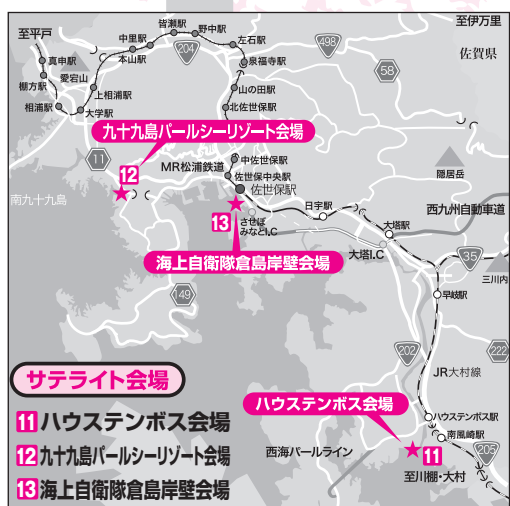 至平戸
至伊万里
皆瀬駅
野中駅
中里駅
本山駅
左石駅
204
498
佐賀県
真申駅
愛宕山
泉福寺駅
58
棚方駅
上相浦駅
山の田駅
相浦駅
大学駅
北佐世保駅
九十九島パールシーリゾート会場
11
中佐世保駅
12
MR松浦鉄道
佐世保中央駅
隠居岳
南九十九島
佐世保駅
13
させぼ
みなとI.C
日宇駅
西九州自動車道
大塔駅
海上自衛隊倉島岸壁会場
大塔I.C
35
三川内
149
早岐駅
202
222
JR大村線
サテライト会場
ハウステンボス会場
11 ハウステンボス会場
ハウステンボス駅
南風崎駅
12 九十九島パールシーリゾート会場
西海パールライン
11
205
至川棚・大村
13 海上自衛隊倉島岸壁会場